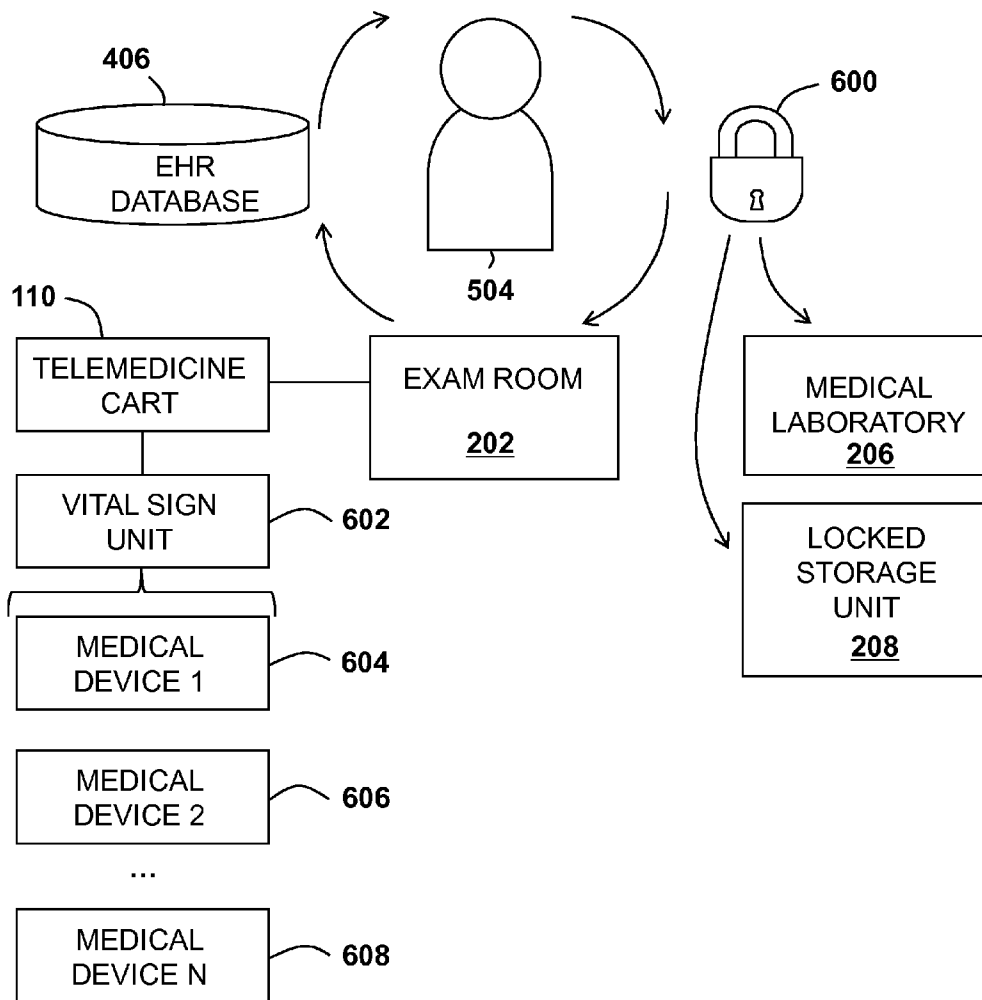 406
600
EHR
DATABASE
504
110
TELEMEDICINE
CART
EXAM ROOM
202
MEDICAL
LABORATORY
206
VITAL SIGN
UNIT
602
LOCKED
STORAGE
UNIT
208
MEDICAL
DEVICE 1
604
MEDICAL
DEVICE 2
606
...
MEDICAL
DEVICE N
608